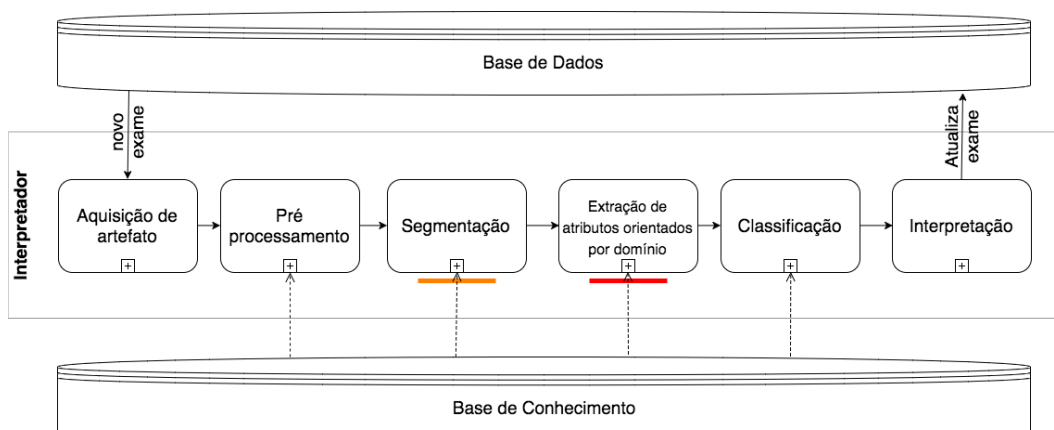 Base de Dados
novo
exame
Atualiza
exame
Interpretador
Aquisição de
artefato
Pré
processamento
Segmentação
Extração de
atributos orientados
por domínio
Classificação
Interpretação
Base de Conhecimento